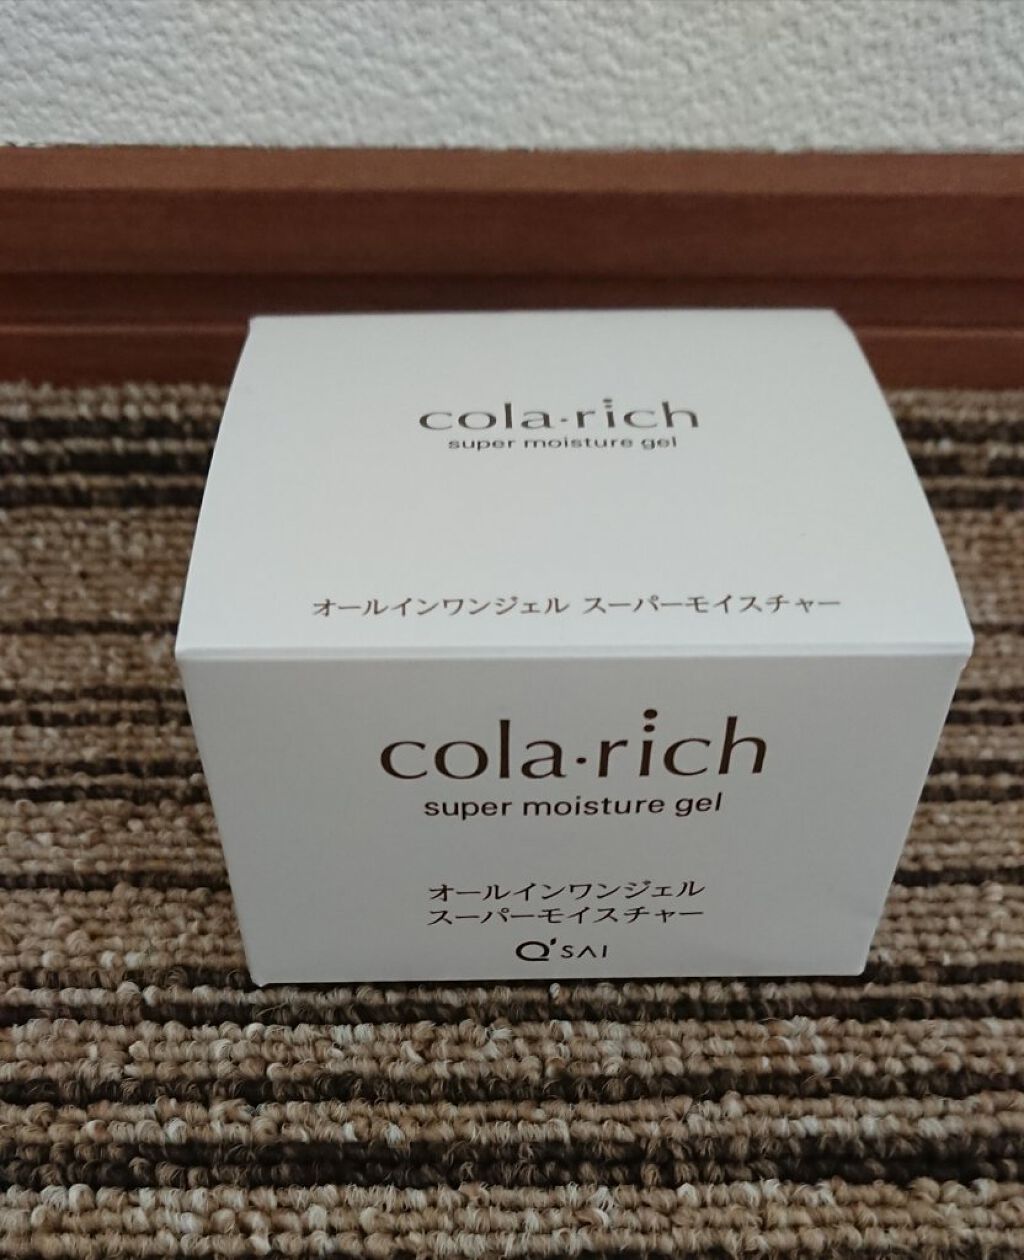 cola·rich
super moisture gel
オールインワンジェル スーパーモイスチャー
cola·rich
super moisture gel
オールインワンジェル
スーパーモイスチャー
Q'SAI